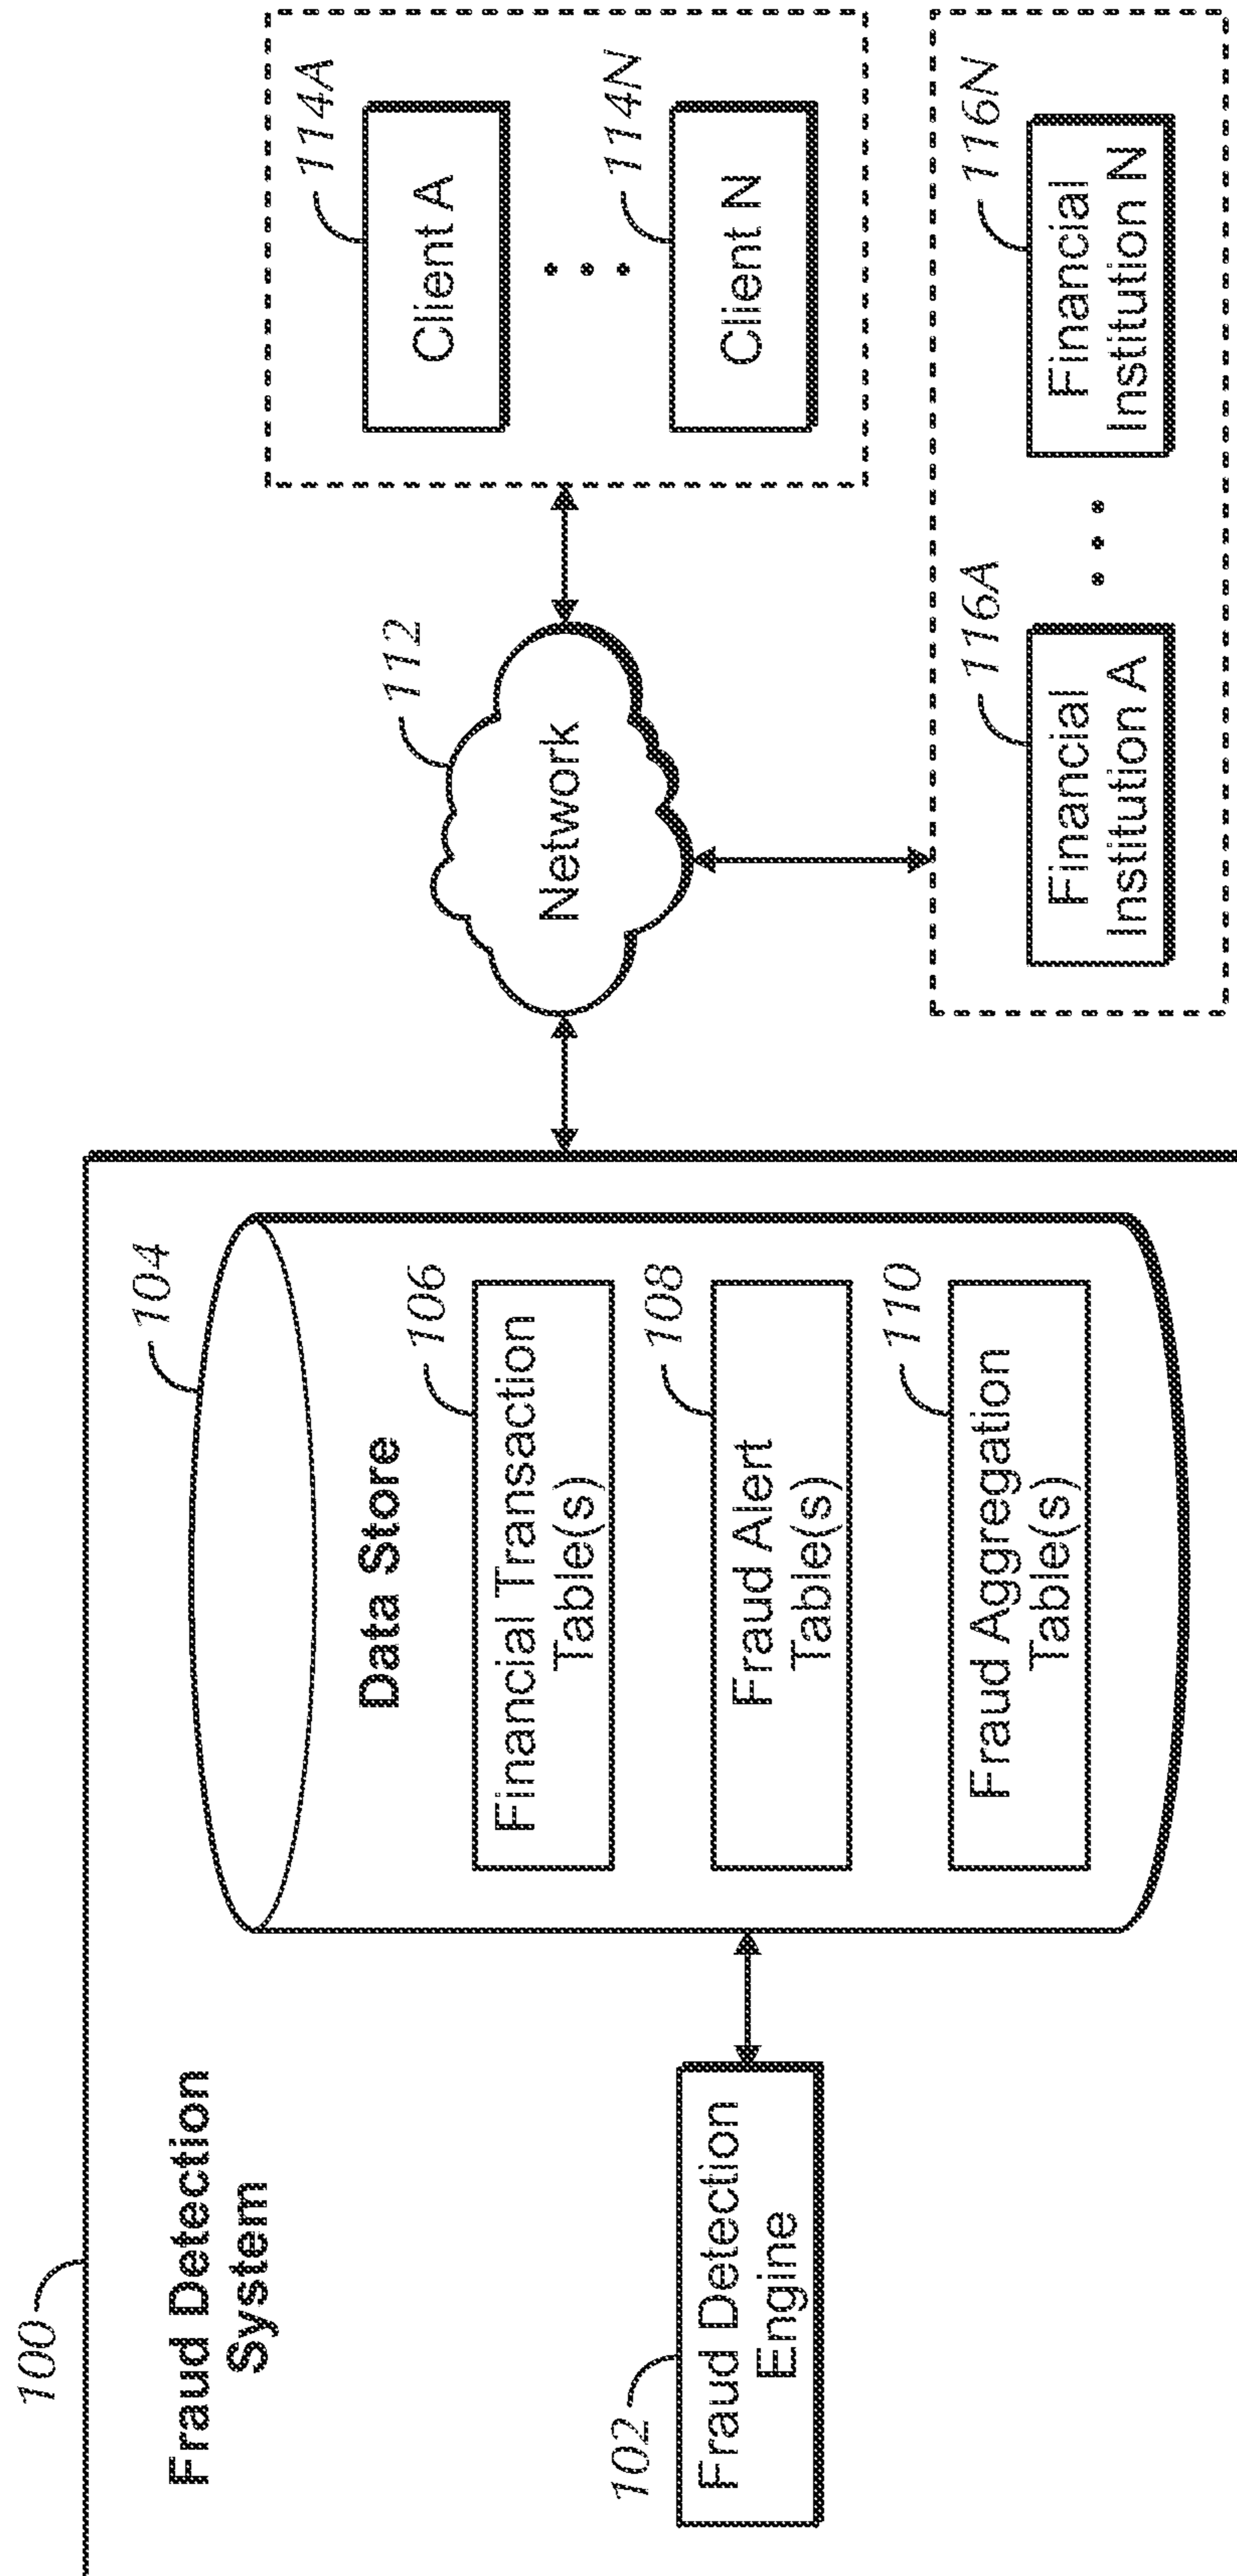 100
Fraud Detection
System
102
Fraud Detection
Engine
104
Data Store
106
Financial Transaction
Table(s)
108
Fraud Alert
Table(s)
110
Fraud Aggregation
Table(s)
112
Network
114A
Client A
114N
Client N
116A
Financial
Institution A
116N
Financial
Institution N